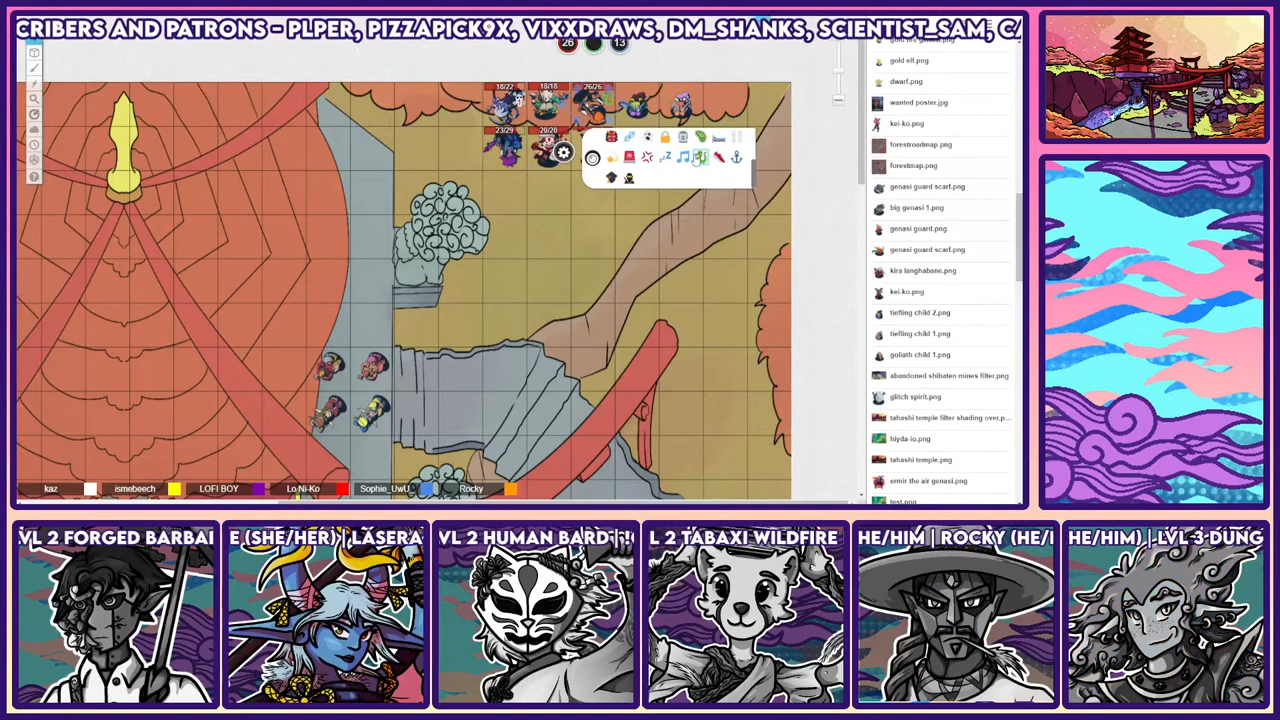 CRIBERS AND PATRONS - PLPER, PIZZAPICK9X, VIXXDRAWS, DM_SHANKS, SCIENTIST_SAM, CA
26 13
gold elf.png
dwarf.png
wanted poster.jpg
kei-ko.png
forestroadmap.png
forestmap.png
genasi guard scarf.png
big genasi 1.png
genasi guard.png
genasi guard scarf.png
kira langhabane.png
kei-ko.png
tiefling child 2.png
tiefling child 1.png
goliath child 1.png
abandoned shibaten mines filter.png
glitch spirit.png
tahashi temple filter shading over.p...
hiyda-io.png
tahashi temple.png
ermir the air genasi.png
test.png
18/22 18/18 26/26
23/29 20/20
kaz ismebeech LOFI BOY Lo-Ni-Ko Sophie_UwU Rocky
VL 2 FORGED BARBAI
E (SHE/HER) | LASERA
VL 2 HUMAN BARD
L 2 TABAXI WILDFIRE
HE/HIM | ROCKY (HE/
HE/HIM) | LVL 3 DUNG